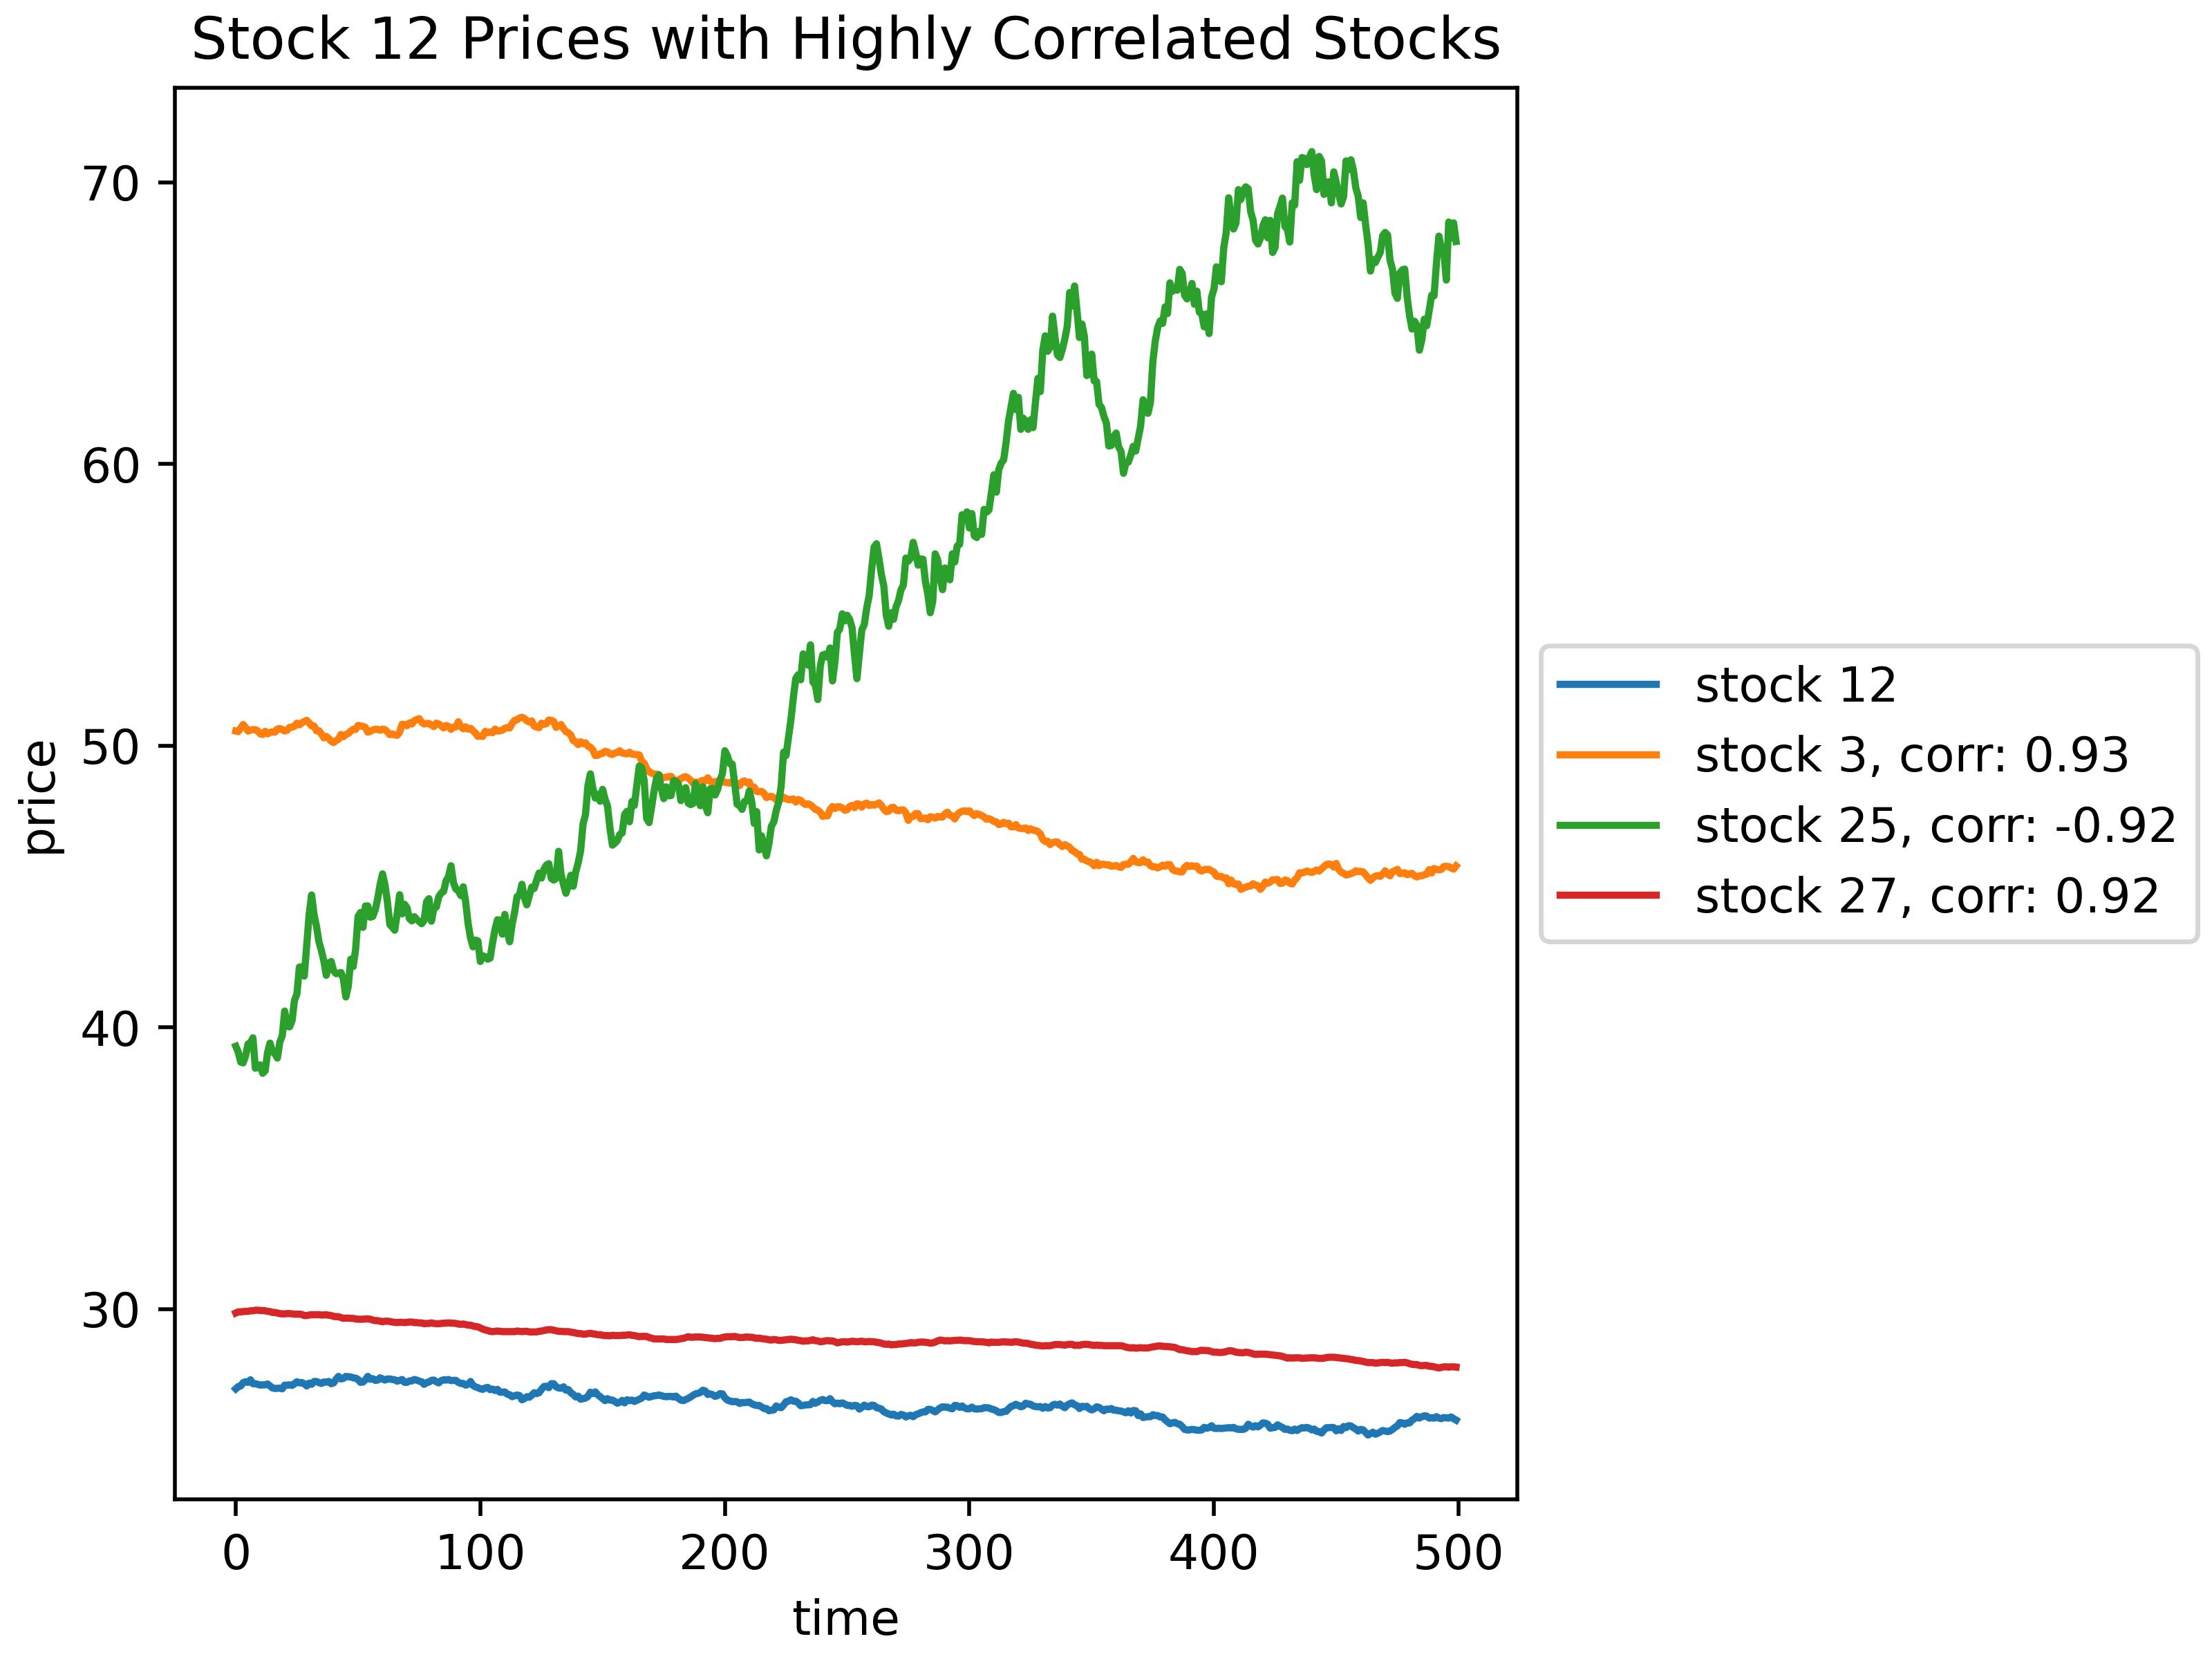 Stock 12 Prices with Highly Correlated Stocks
price
70
60
50
40
30
0 100 200 300 400 500
time
stock 12
stock 3, corr: 0.93
stock 25, corr: -0.92
stock 27, corr: 0.92